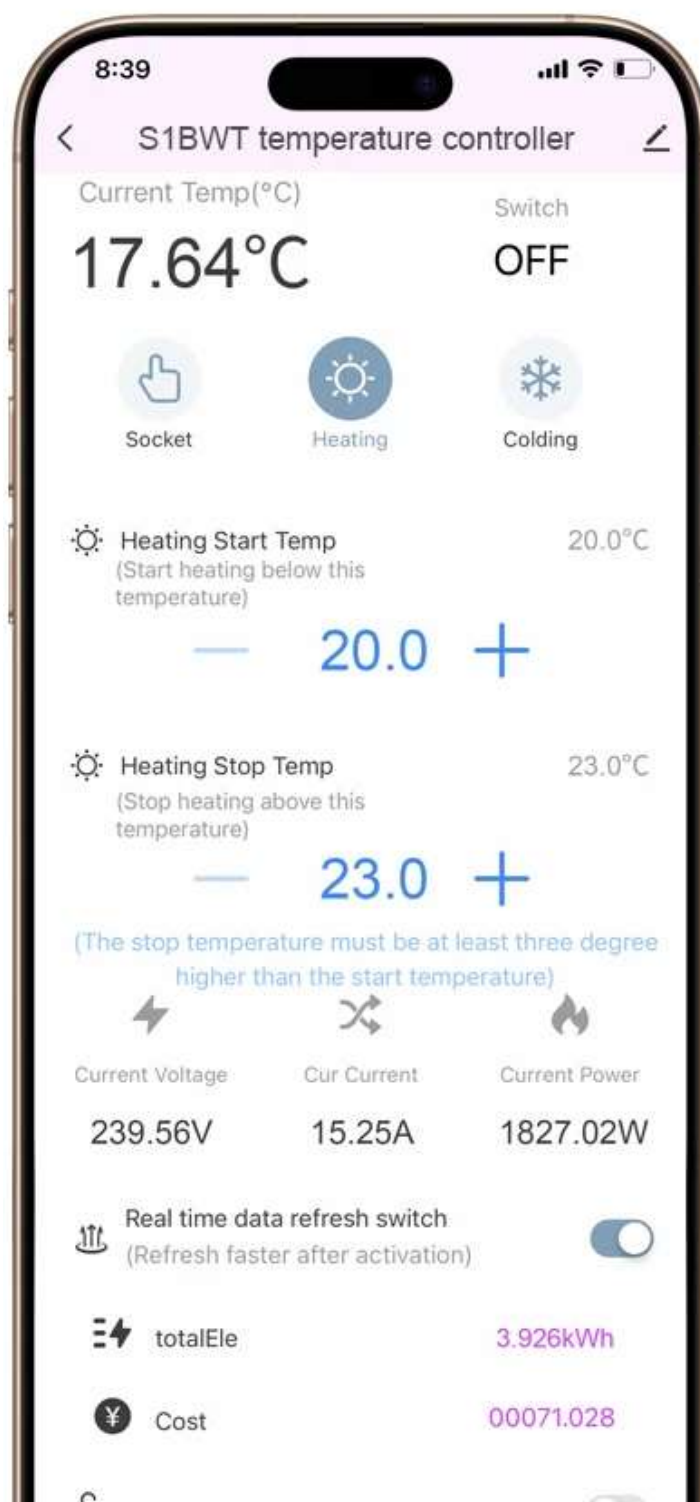 8:39
S1BWT temperature controller
Current Temp(°C)
Switch
17.64°C
OFF
Socket
Heating
Colding
Heating Start Temp
20.0°C
(Start heating below this
temperature)
20.0
Heating Stop Temp
23.0°C
(Stop heating above this
temperature)
23.0
(The stop temperature must be at least three degree
higher than the start temperature)
Current Voltage
Cur Current
Current Power
239.56V
15.25A
1827.02W
Real time data refresh switch
(Refresh faster after activation)
totalEle
3.926kWh
¥
Cost
00071.028